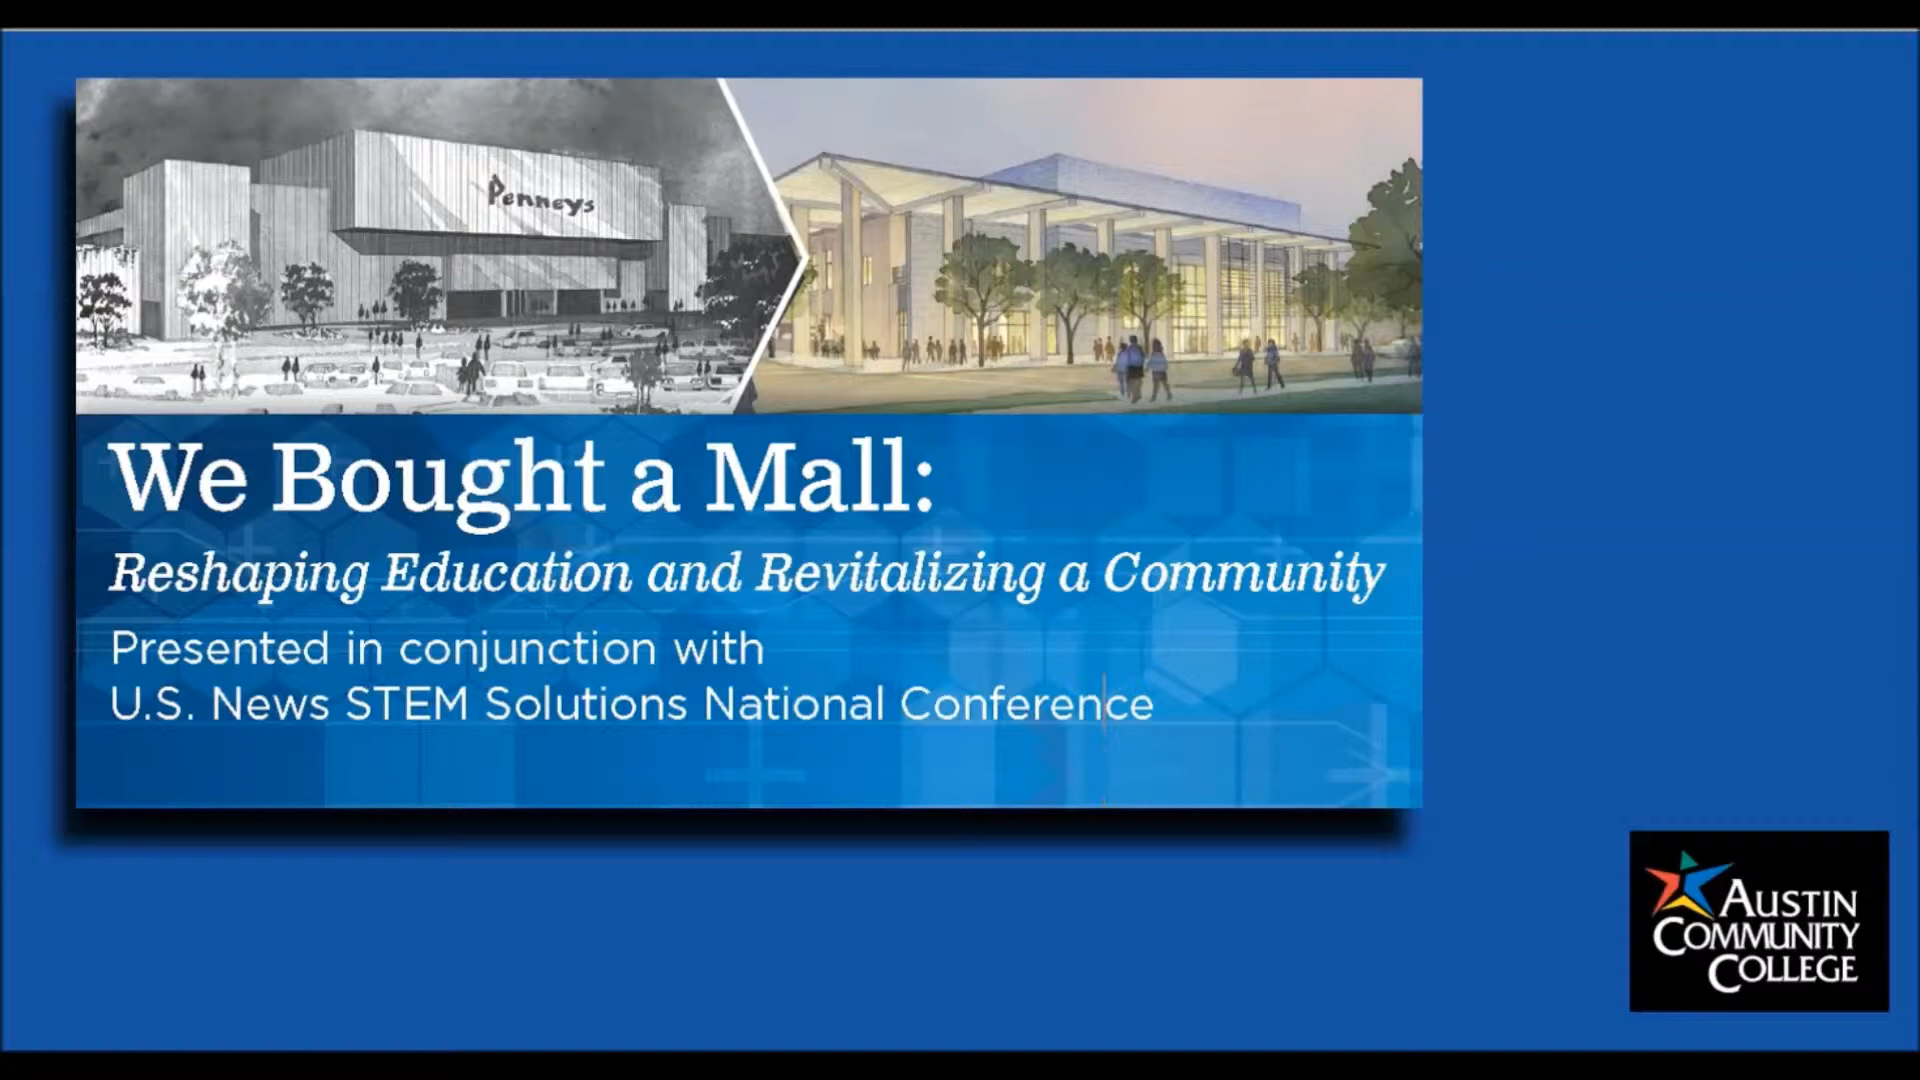 Penneys
We Bought a Mall:
Reshaping Education and Revitalizing a Community
Presented in conjunction with
U.S. News STEM Solutions National Conference
AUSTIN
COMMUNITY
COLLEGE